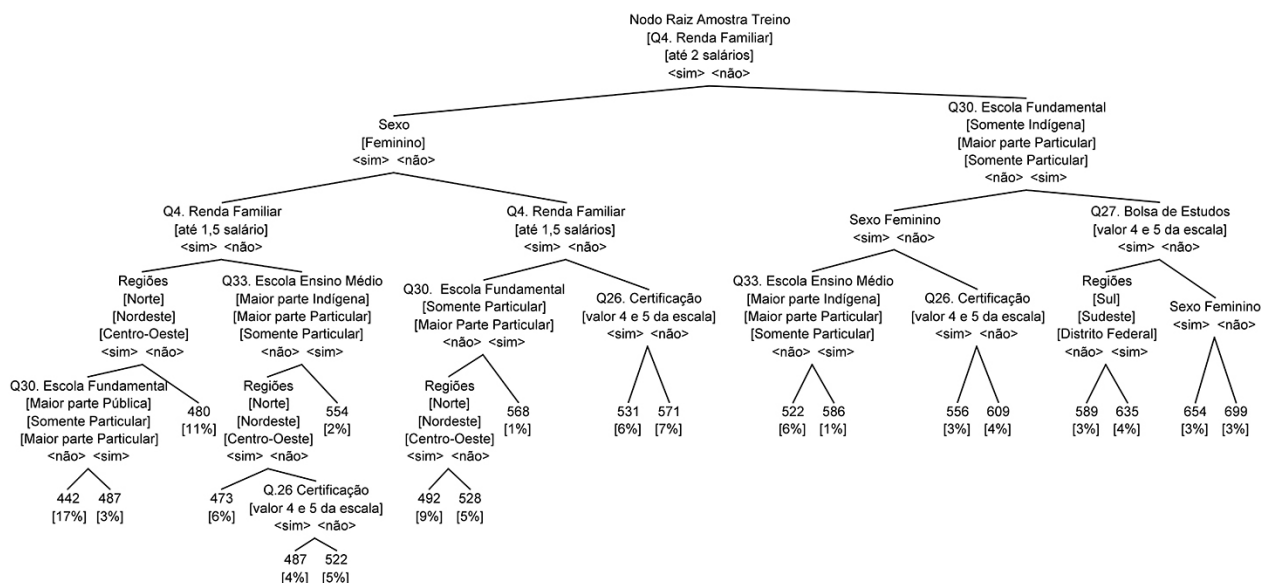 Nodo Raiz Amostra Treino
[Q4. Renda Familiar]
[até 2 salários]
<sim> <não>
Sexo
[Feminino]
<sim> <não>
Q30. Escola Fundamental
[Somente Indígena]
[Maior parte Particular]
[Somente Particular]
<não> <sim>
Q4. Renda Familiar
[até 1,5 salário]
<sim> <não>
Q4. Renda Familiar
[até 1,5 salários]
<sim> <não>
Sexo Feminino
<sim> <não>
Q27. Bolsa de Estudos
[valor 4 e 5 da escala]
<sim> <não>
Regiões
[Norte]
[Nordeste]
[Centro-Oeste]
<sim> <não>
Q33. Escola Ensino Médio
[Maior parte Indígena]
[Maior parte Particular]
[Somente Particular]
<não> <sim>
Q30. Escola Fundamental
[Somente Particular]
[Maior Parte Particular]
<não> <sim>
Q26. Certificação
[valor 4 e 5 da escala]
<sim> <não>
Q33. Escola Ensino Médio
[Maior parte Indígena]
[Maior parte Particular]
[Somente Particular]
<não> <sim>
Q26. Certificação
[valor 4 e 5 da escala]
<sim> <não>
Regiões
[Sul]
[Sudeste]
[Distrito Federal]
<não> <sim>
Sexo Feminino
<sim> <não>
Q30. Escola Fundamental
[Maior parte Pública]
[Somente Particular]
[Maior parte Particular]
<não> <sim>
480
[11%]
Regiões
[Norte]
[Nordeste]
[Centro-Oeste]
<sim> <não>
554
[2%]
Regiões
[Norte]
[Nordeste]
[Centro-Oeste]
<sim> <não>
568
[1%]
531 571
[6%] [7%]
522 586
[6%] [1%]
556 609
[3%] [4%]
589 635
[3%] [4%]
654 699
[3%] [3%]
442 487
[17%] [3%]
473
[6%]
Q.26 Certificação
[valor 4 e 5 da escala]
<sim> <não>
492 528
[9%] [5%]
487 522
[4%] [5%]